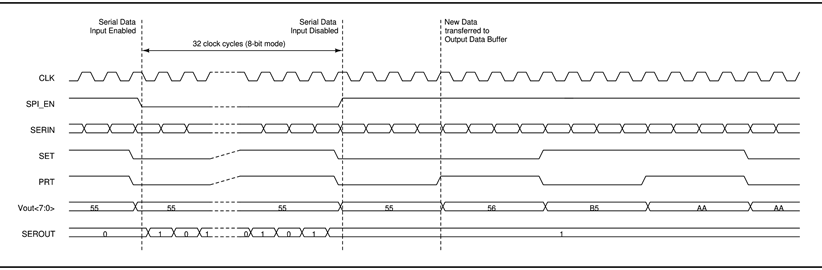 Serial Data
Input Enabled
Serial Data
Input Disabled
New Data
transferred to
Output Data Buffer
32 clock cycles (8-bit mode)
CLK
SPI_EN
SERIN
SET
PRT
Vout<7:0> 55 55 55 55 56 B5 AA AA
SEROUT 0 1 0 1 0 1 0 1 1